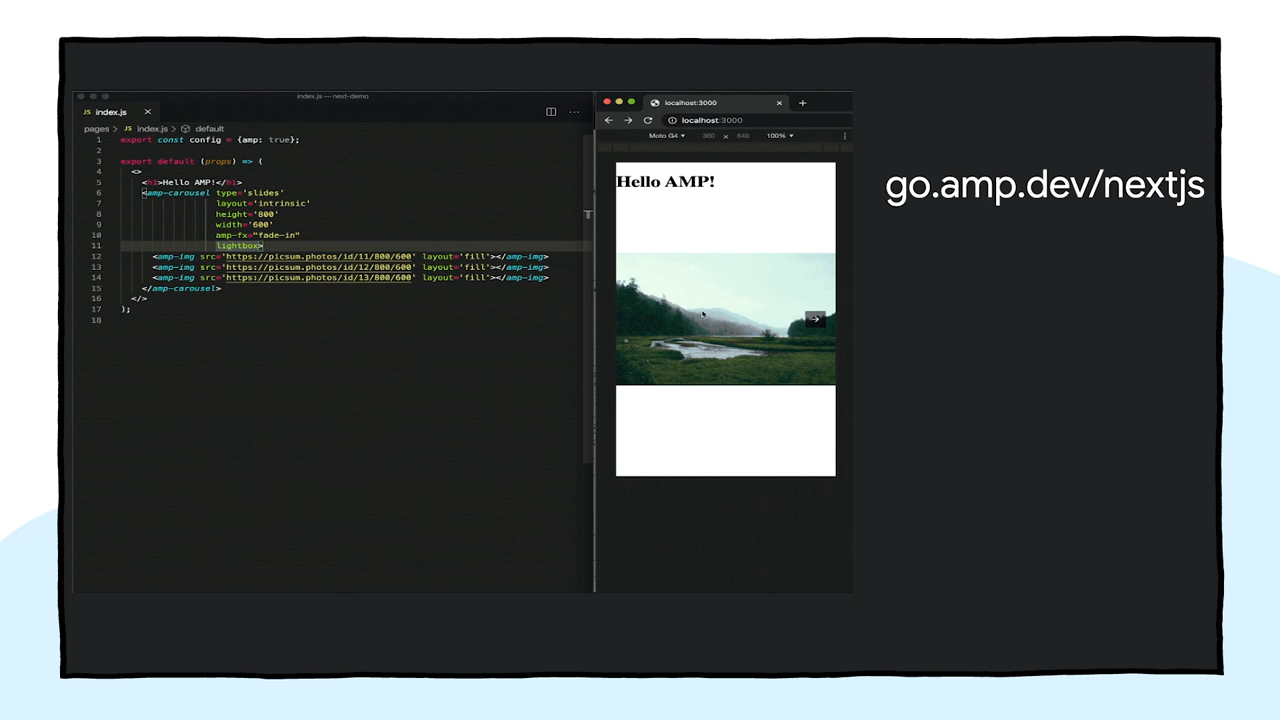 index.js — next-demo
JS index.js ×
pages > JS index.js > default
1 export const config = {amp: true};
2
3 export default (props) => (
4 <>
5 <h1>Hello AMP!</h1>
6 <amp-carousel type='slides'
7 layout='intrinsic'
8 height='800'
9 width='600'
10 amp-fx="fade-in"
11 lightbox>
12 <amp-img src='https://picsum.photos/id/11/800/600' layout='fill'></amp-img>
13 <amp-img src='https://picsum.photos/id/12/800/600' layout='fill'></amp-img>
14 <amp-img src='https://picsum.photos/id/13/800/600' layout='fill'></amp-img>
15 </amp-carousel>
16 </>
17 );
18
localhost:3000
localhost:3000
Moto G4 360 x 640 100%
Hello AMP!
go.amp.dev/nextjs